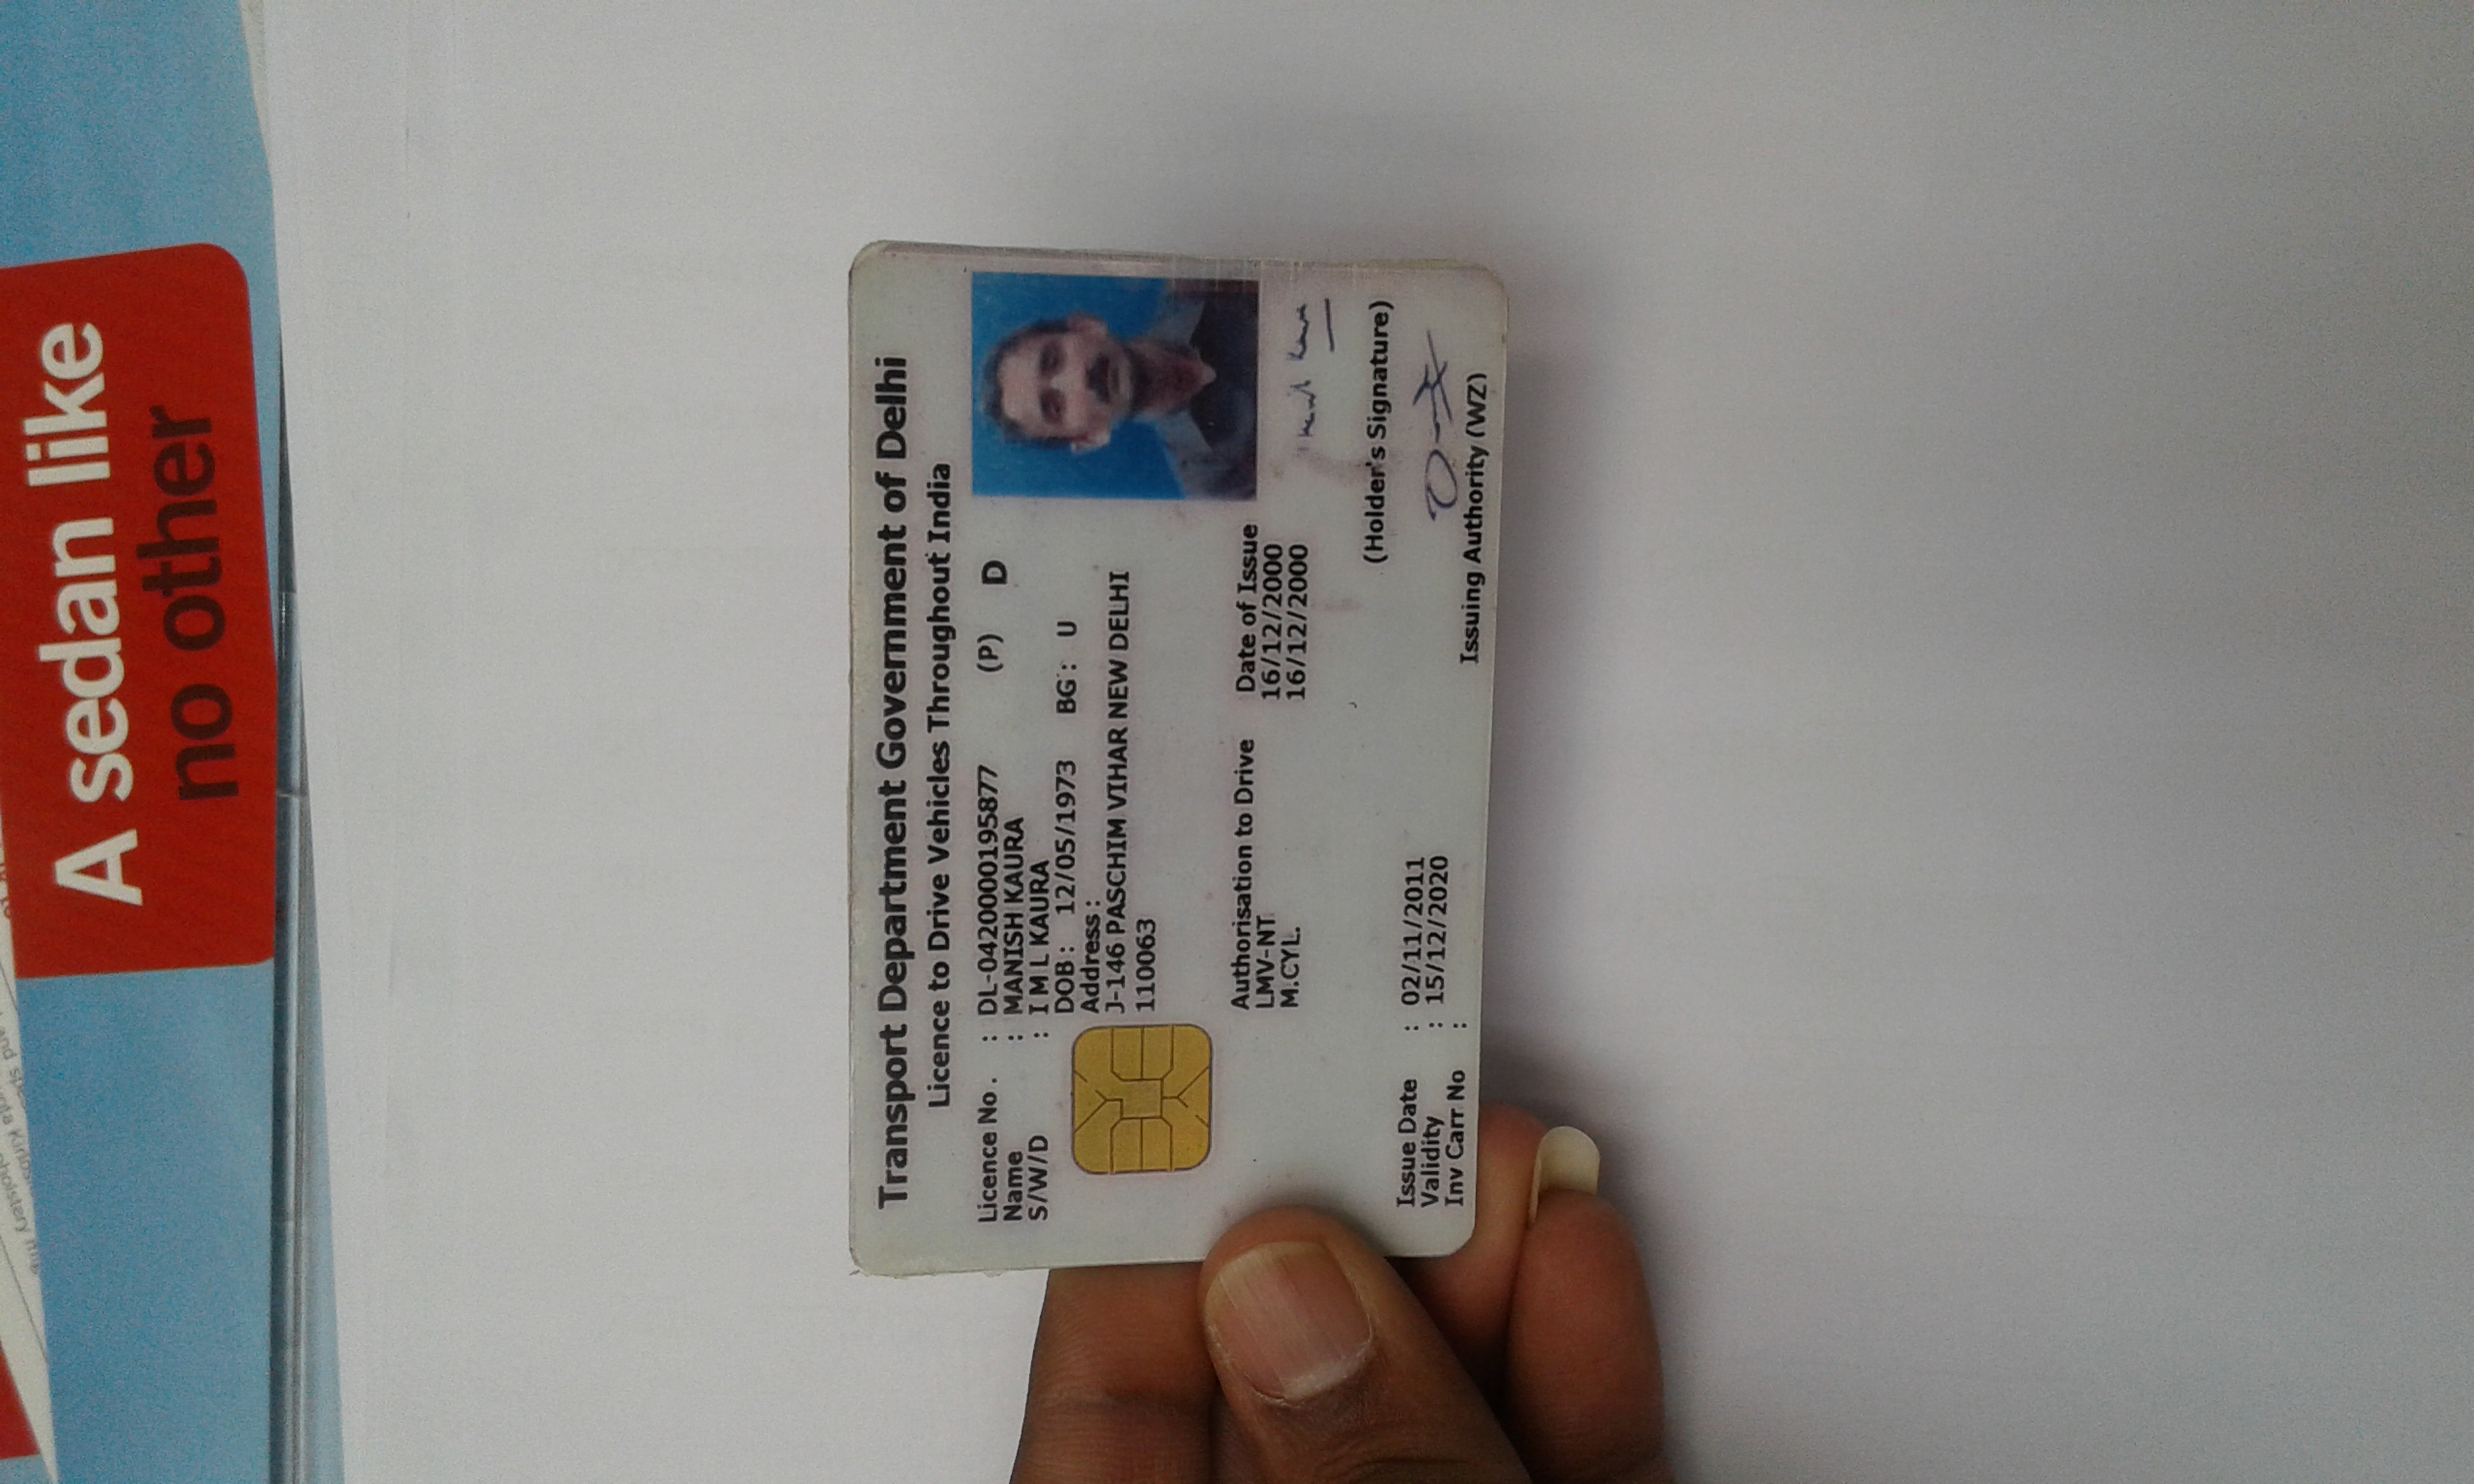 A sedan like
no other
Transport Department Government of Delhi
Licence to Drive Vehicles Throughout India
Licence No. : DL-0420000195877 (P) D
Name : MANISH KAURA
S/W/D : I M L KAURA
DOB : 12/05/1973 BG : U
Address :
J-146 PASCHIM VIHAR NEW DELHI
110063
Authorisation to Drive Date of Issue
LMV-NT 16/12/2000
M.CYL. 16/12/2000
(Holder's Signature)
Issue Date : 02/11/2011
Validity : 15/12/2020
Inv Carr No :
Issuing Authority (WZ)